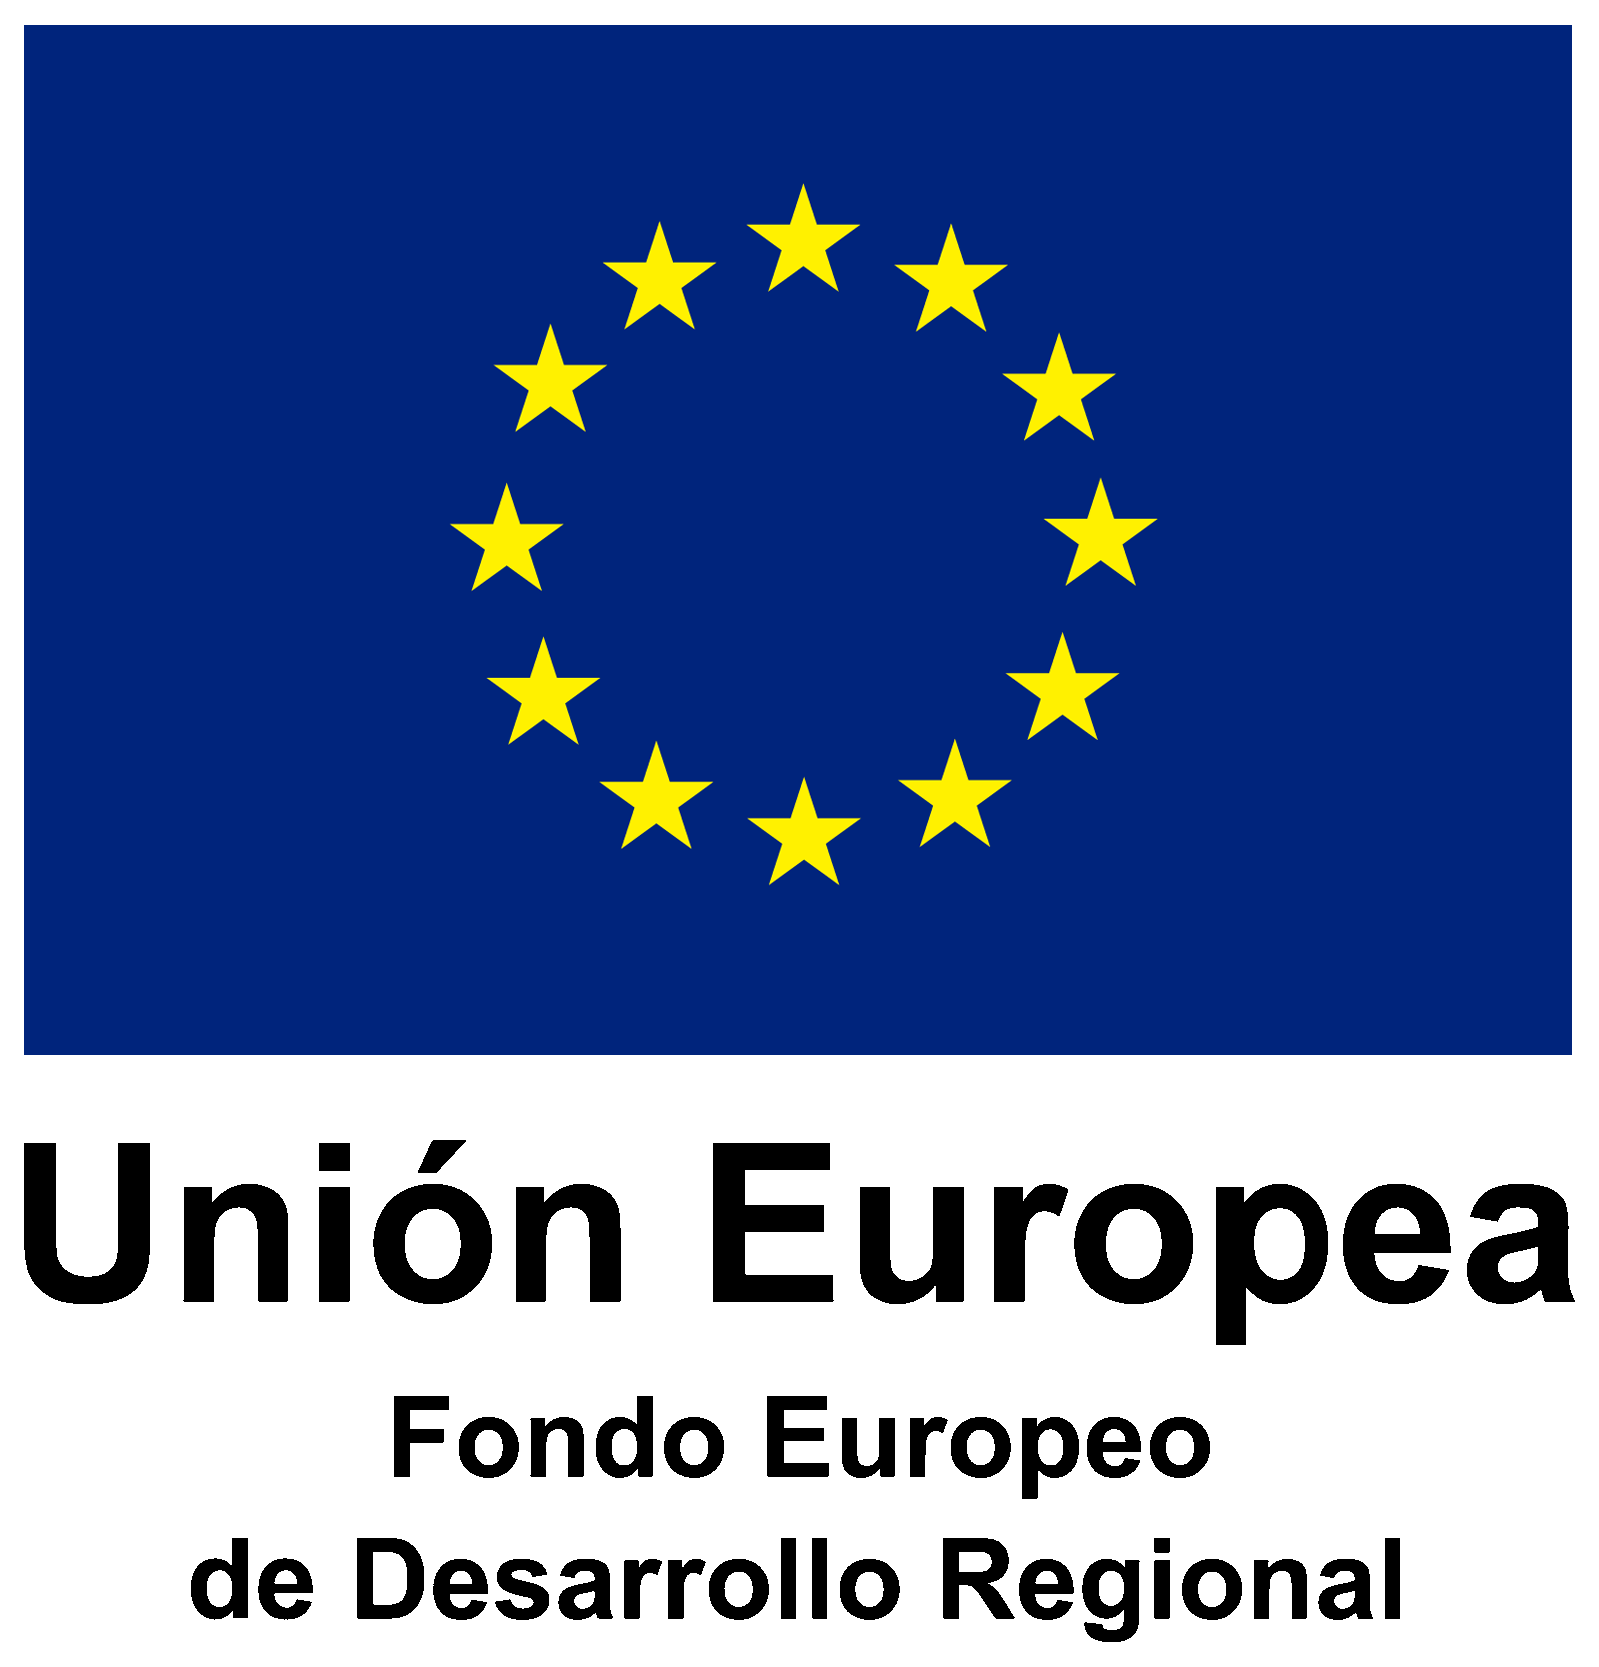 Unión Europea
Fondo Europeo
de Desarrollo Regional